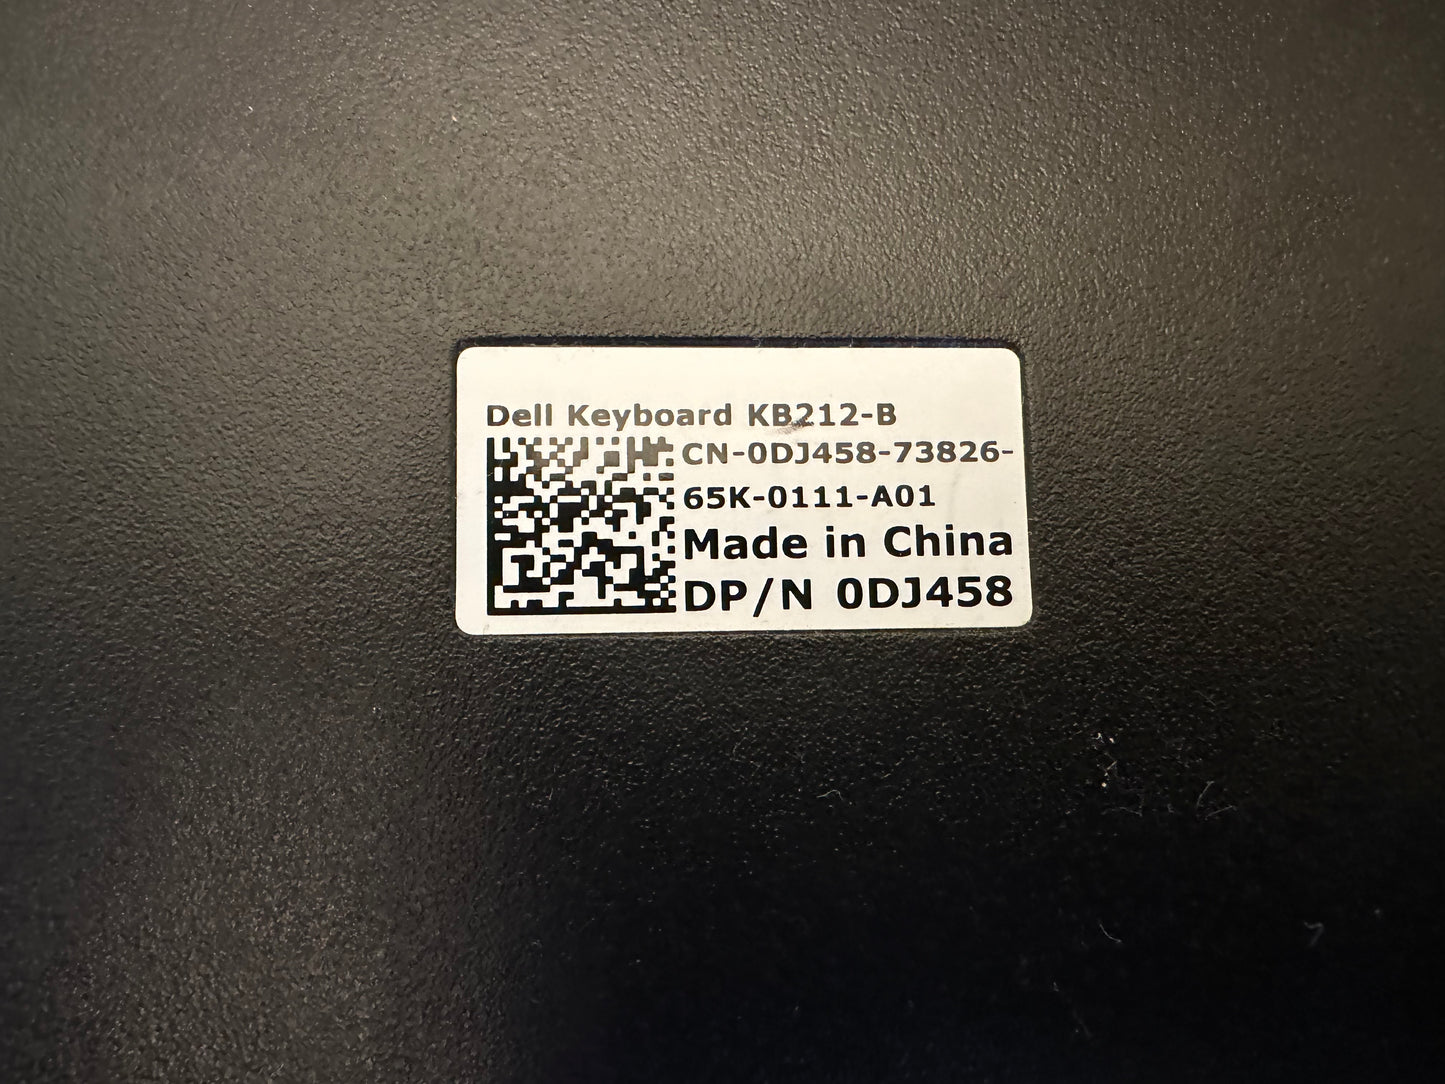 Dell Keyboard KB212-B
CN-0DJ458-73826-
65K-0111-A01
Made in China
DP/N 0DJ458